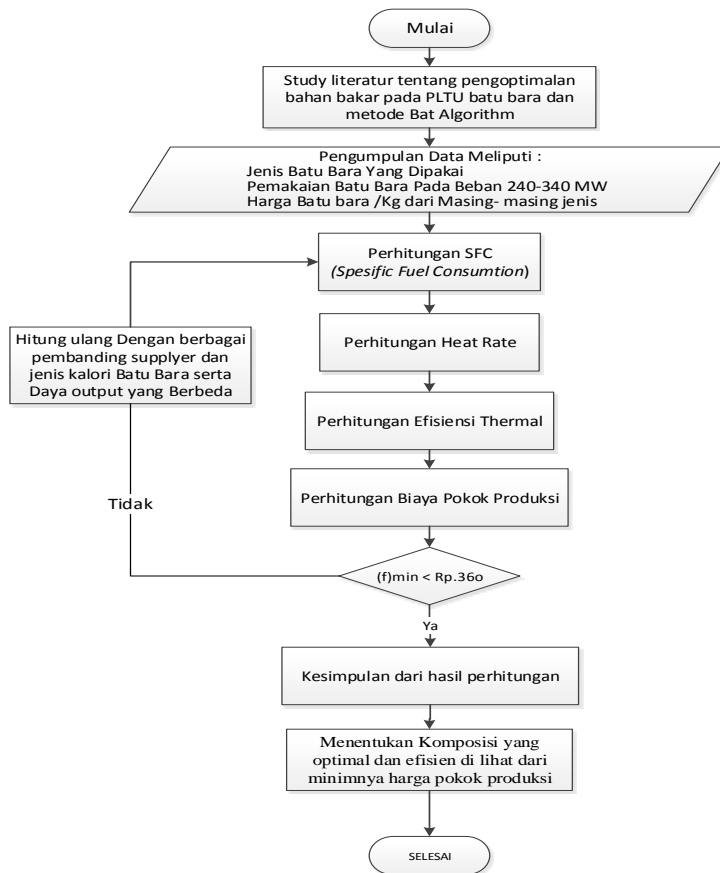 Mulai
Study literatur tentang pengoptimalan
bahan bakar pada PLTU batu bara dan
metode Bat Algorithm
Pengumpulan Data Meliputi :
Jenis Batu Bara Yang Dipakai
Pemakaian Batu Bara Pada Beban 240-340 MW
Harga Batu bara /Kg dari Masing- masing jenis
Perhitungan SFC
(Spesific Fuel Consumtion)
Hitung ulang Dengan berbagai
pembanding supplyer dan
jenis kalori Batu Bara serta
Daya output yang Berbeda
Perhitungan Heat Rate
Perhitungan Efisiensi Thermal
Perhitungan Biaya Pokok Produksi
Tidak
(f)min < Rp.36o
Ya
Kesimpulan dari hasil perhitungan
Menentukan Komposisi yang
optimal dan efisien di lihat dari
minimnya harga pokok produksi
SELESAI